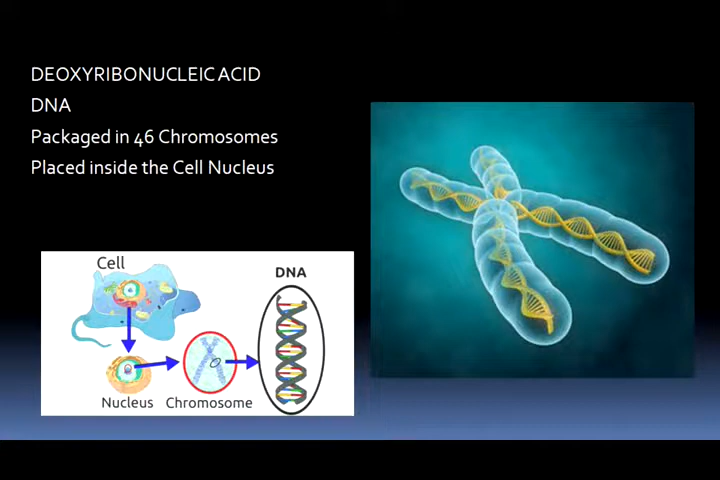 DEOXYRIBONUCLEIC ACID
DNA
Packaged in 46 Chromosomes
Placed inside the Cell Nucleus
Cell
DNA
Nucleus
Chromosome